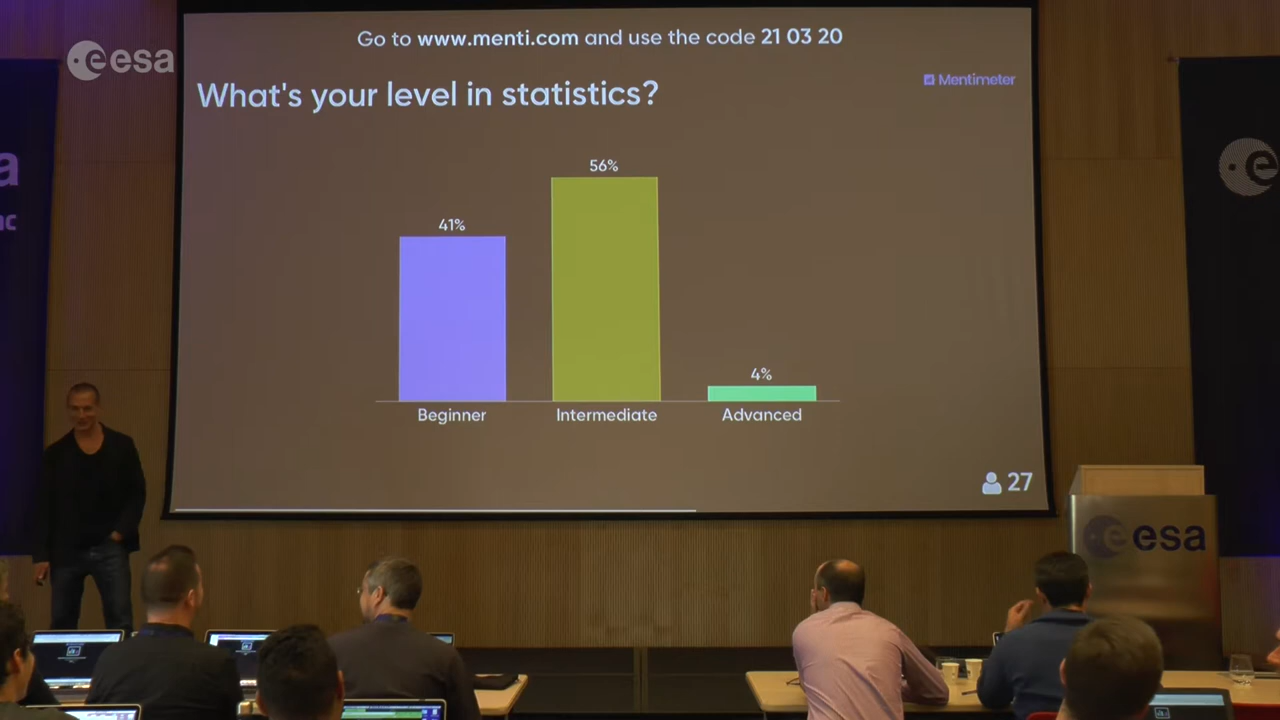 Go to www.menti.com and use the code 21 03 20
esa
What's your level in statistics?
Mentimeter
56%
41%
4%
Beginner Intermediate Advanced
27
esa